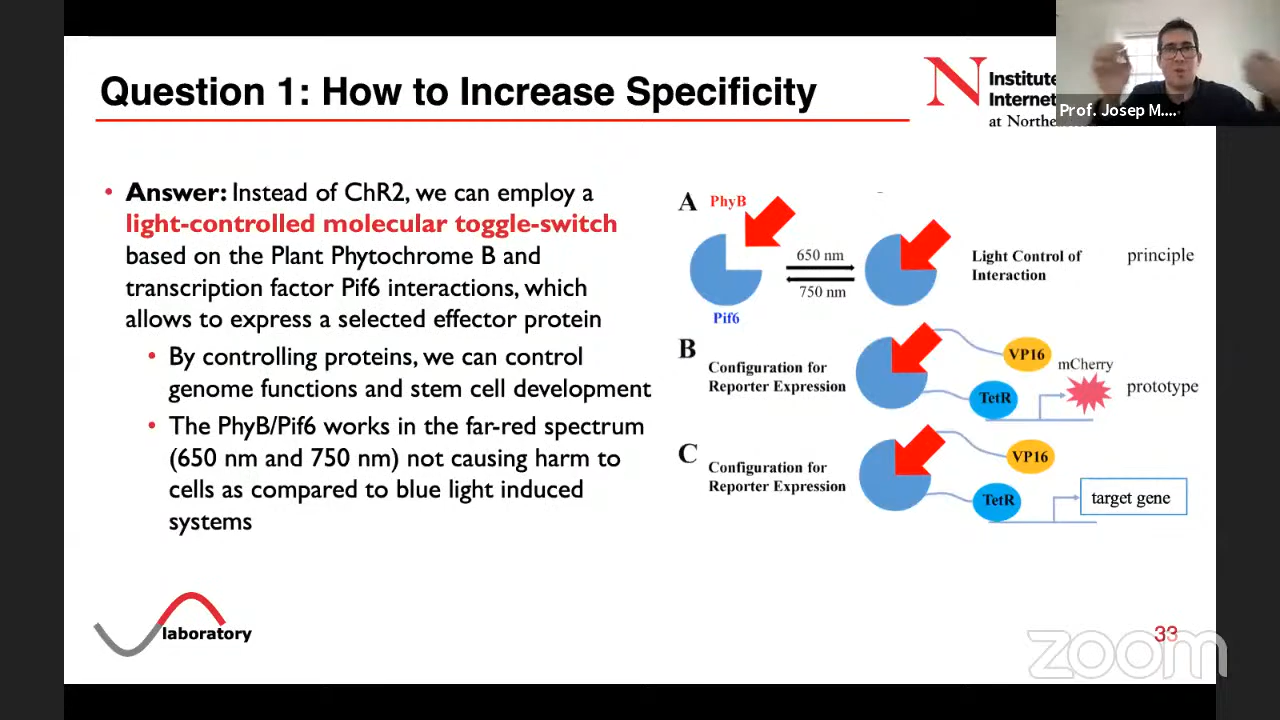 Question 1: How to Increase Specificity
N
Institute
Internet
at Northe
Prof. Josep M....
• Answer: Instead of ChR2, we can employ a
light-controlled molecular toggle-switch
based on the Plant Phytochrome B and
transcription factor Pif6 interactions, which
allows to express a selected effector protein
• By controlling proteins, we can control
genome functions and stem cell development
• The PhyB/Pif6 works in the far-red spectrum
(650 nm and 750 nm) not causing harm to
cells as compared to blue light induced
systems
A
PhyB
650 nm
750 nm
Pif6
Light Control of
Interaction
principle
B
Configuration for
Reporter Expression
VP16
TetR
mCherry
prototype
C
Configuration for
Reporter Expression
VP16
TetR
target gene
laboratory
33
zoom